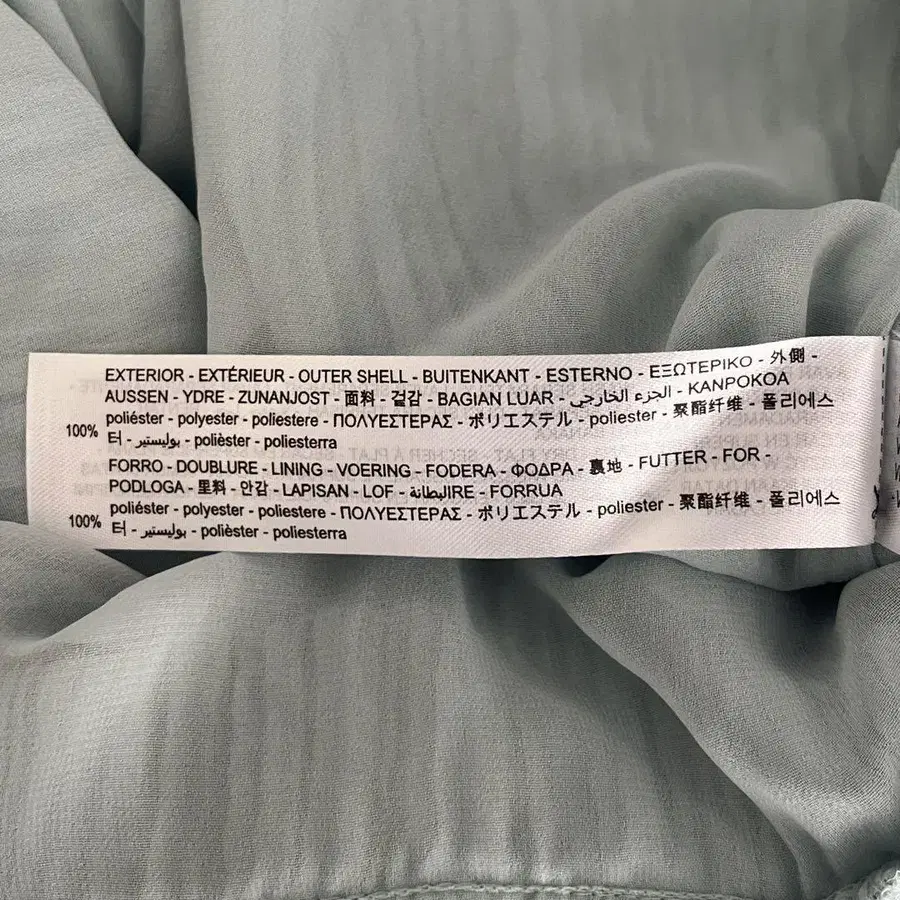 EXTERIOR - EXTÉRIEUR - OUTER SHELL - BUITENKANT - ESTERNO - ΕΞΩΤΕΡΙΚΟ - 外側 -
AUSSEN - YDRE - ZUNANJOST - 面料 - 겉감 - BAGIAN LUAR - الجزء الخارجي - KANPOKOA
100% poliéster - polyester - poliestere - ΠΟΛΥΕΣΤΕΡΑΣ - ポリエステル - poliester - 聚酯纤维 - 폴리에스
터 - بوليستير - polièster - poliesterra
FORRO - DOUBLURE - LINING - VOERING - FODERA - ΦΟΔΡΑ - 裏地 - FUTTER - FOR -
PODLOGA - 里料 - 안감 - LAPISAN - LOF - البطانةIRE - FORRUA
100% poliéster - polyester - poliestere - ΠΟΛΥΕΣΤΕΡΑΣ - ポリエステル - poliester - 聚酯纤维 - 폴리에스
터 - بوليستير - polièster - poliesterra